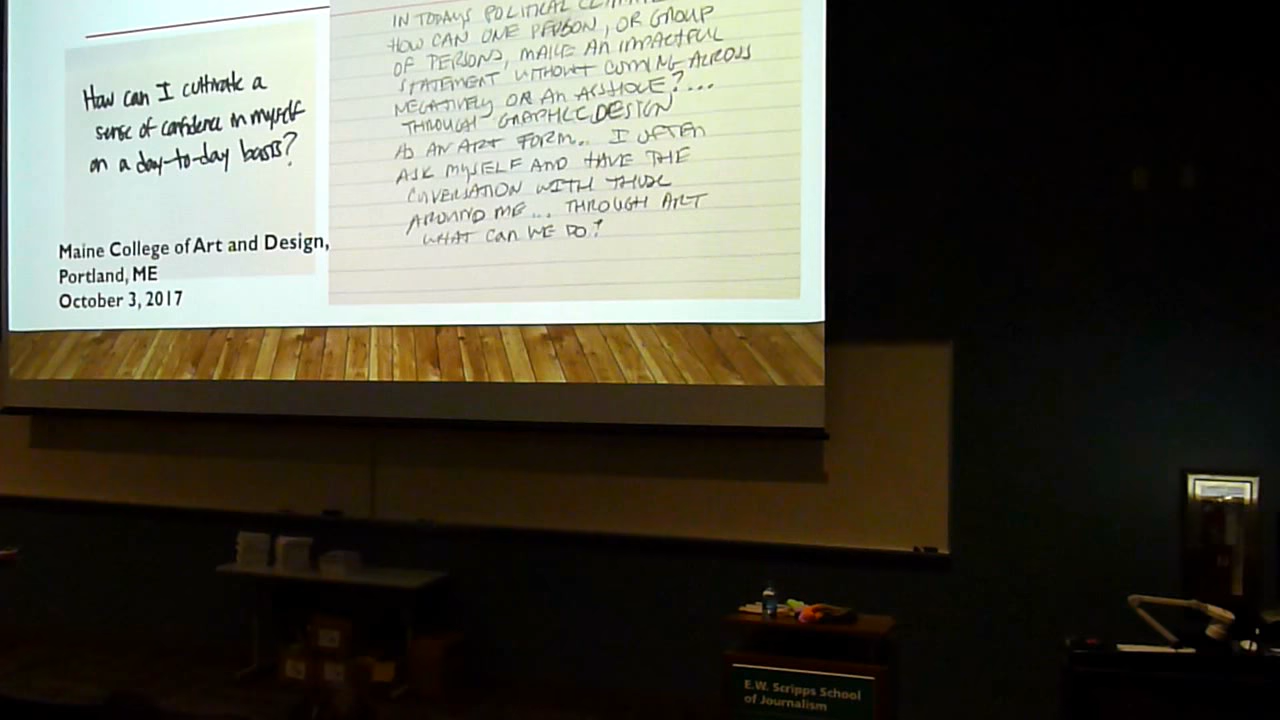 How can I cultivate a
sense of confidence in myself
on a day-to-day basis?
Maine College of Art and Design,
Portland, ME
October 3, 2017
IN TODAYS POLITICAL
HOW CAN ONE PERSON, OR GROUP
OF PERSONS, MAKE AN IMPACTFUL
STATEMENT WITHOUT COMING ACROSS
NEGATIVELY OR AN ASSHOLE?...
THROUGH GRAPHIC DESIGN
AS AN ART FORM... I OFTEN
ASK MYSELF AND HAVE THE
CONVERSATION WITH THOSE
AROUND ME... THROUGH ART
WHAT CAN WE DO?
E.W. Scripps School
of Journalism